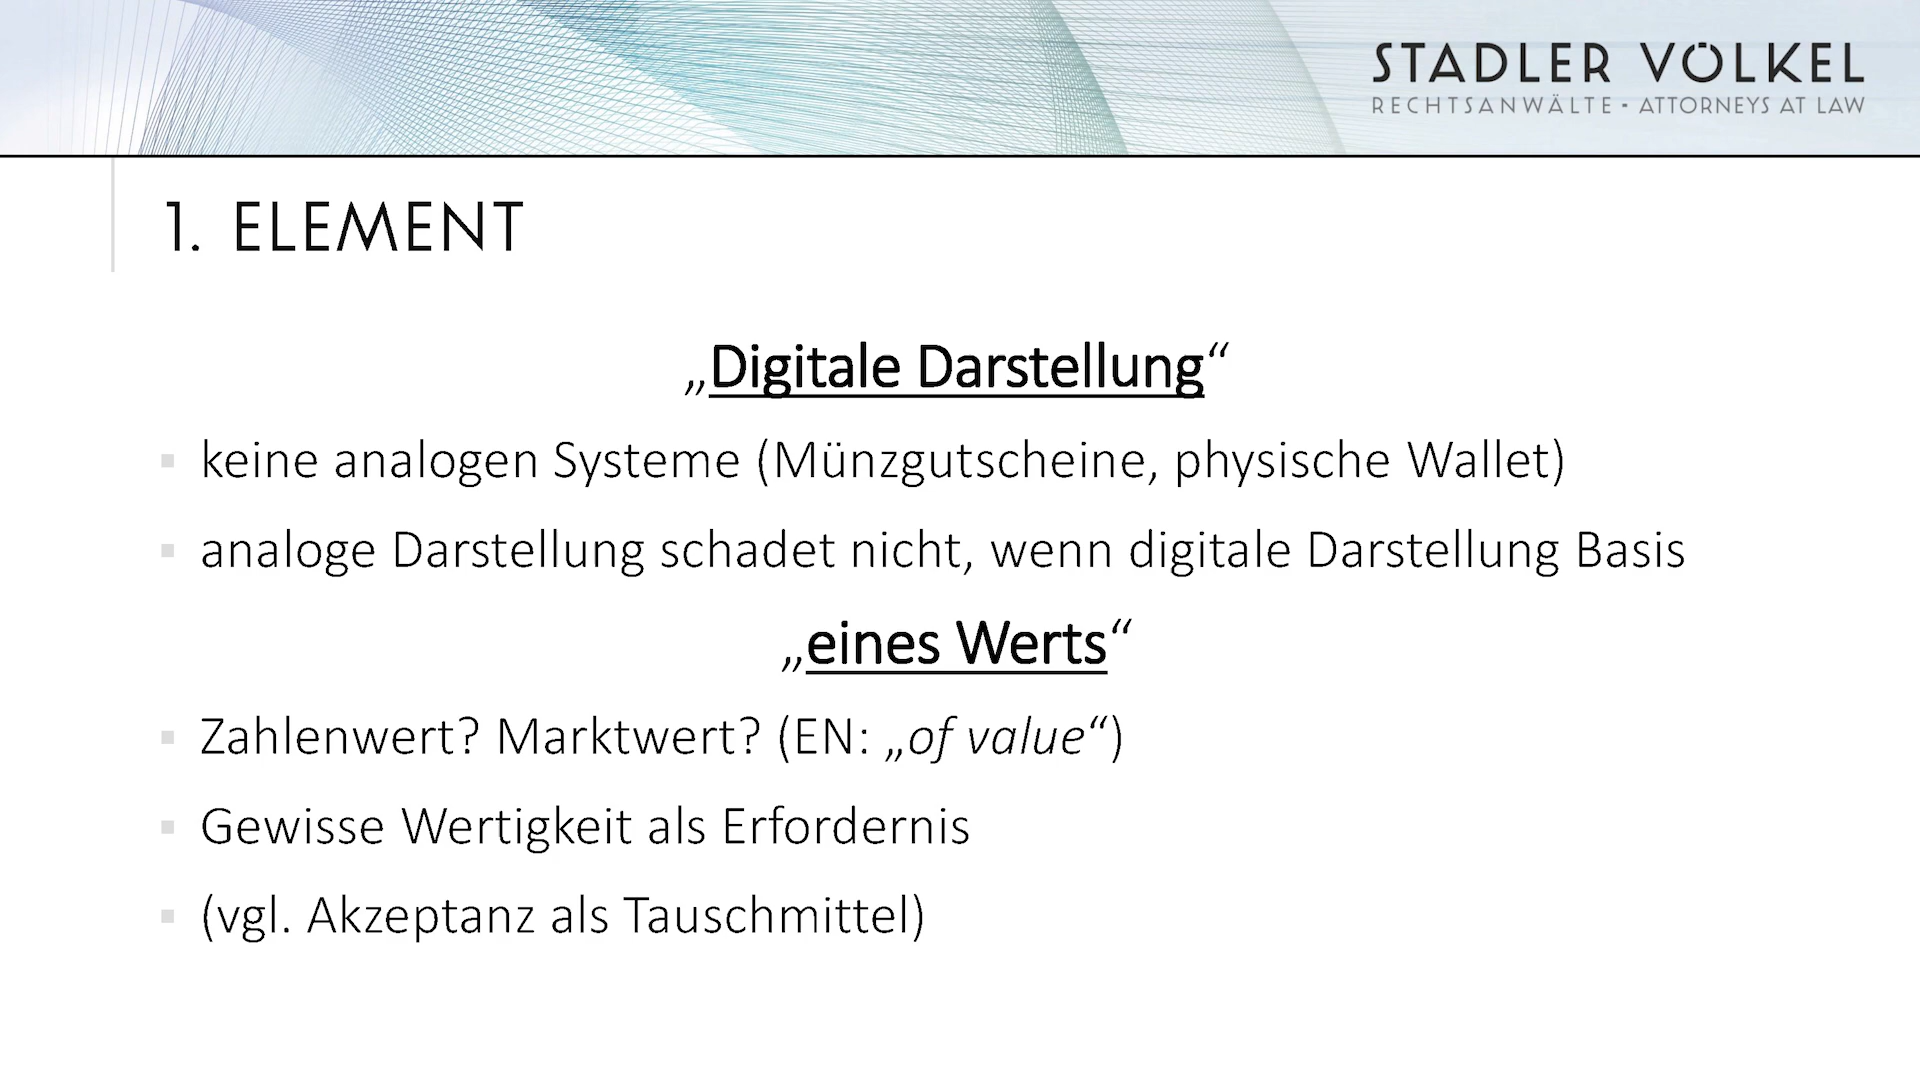 STADLER VÖLKEL
RECHTSANWÄLTE - ATTORNEYS AT LAW
1. ELEMENT
„Digitale Darstellung“
▪ keine analogen Systeme (Münzgutscheine, physische Wallet)
▪ analoge Darstellung schadet nicht, wenn digitale Darstellung Basis
„eines Werts“
▪ Zahlenwert? Marktwert? (EN: „of value“)
▪ Gewisse Wertigkeit als Erfordernis
▪ (vgl. Akzeptanz als Tauschmittel)